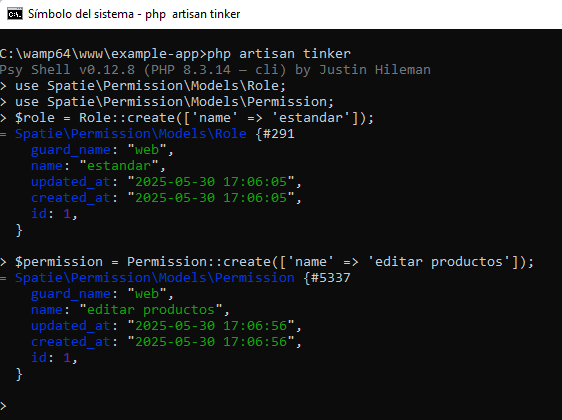 Símbolo del sistema - php  artisan tinker
C:\wamp64\www\example-app>php artisan tinker
Psy Shell v0.12.8 (PHP 8.3.14 — cli) by Justin Hileman
> use Spatie\Permission\Models\Role;
> use Spatie\Permission\Models\Permission;
> $role = Role::create(['name' => 'estandar']);
= Spatie\Permission\Models\Role {#291
    guard_name: "web",
    name: "estandar",
    updated_at: "2025-05-30 17:06:05",
    created_at: "2025-05-30 17:06:05",
    id: 1,
  }
> $permission = Permission::create(['name' => 'editar productos']);
= Spatie\Permission\Models\Permission {#5337
    guard_name: "web",
    name: "editar productos",
    updated_at: "2025-05-30 17:06:56",
    created_at: "2025-05-30 17:06:56",
    id: 1,
  }
>